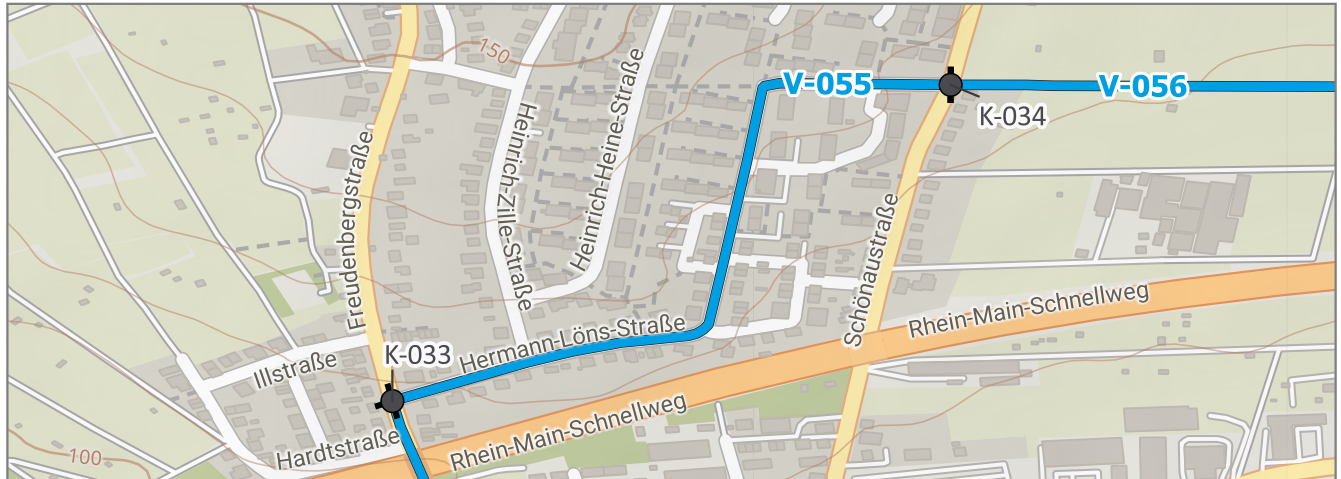 150
V-055
V-056
K-034
Freudenbergstraße
Heinrich-Zille-Straße
Heinrich-Heine-Straße
Schönaustraße
Rhein-Main-Schnellweg
Hermann-Löns-Straße
K-033
Illstraße
Hardtstraße
Rhein-Main-Schnellweg
100